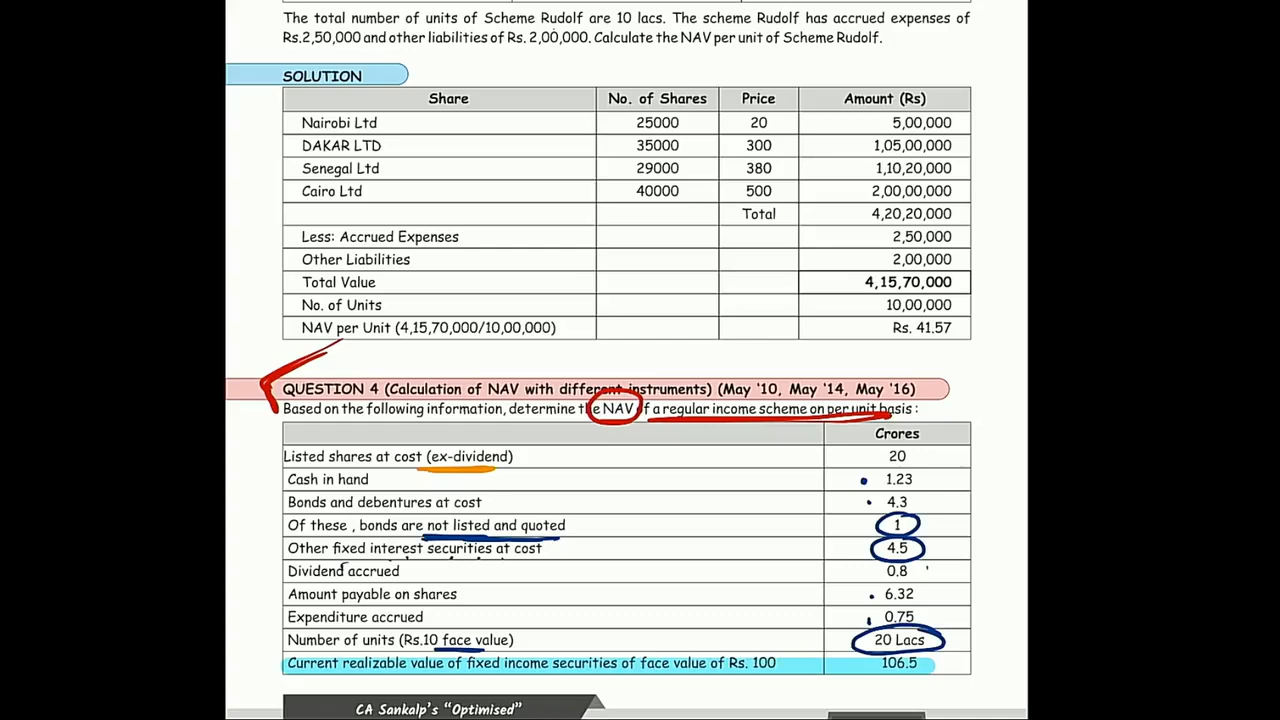 The total number of units of Scheme Rudolf are 10 lacs. The scheme Rudolf has accrued expenses of
Rs.2,50,000 and other liabilities of Rs. 2,00,000. Calculate the NAV per unit of Scheme Rudolf.
SOLUTION
Share No. of Shares Price Amount (Rs)
Nairobi Ltd 25000 20 5,00,000
DAKAR LTD 35000 300 1,05,00,000
Senegal Ltd 29000 380 1,10,20,000
Cairo Ltd 40000 500 2,00,00,000
Total 4,20,20,000
Less: Accrued Expenses 2,50,000
Other Liabilities 2,00,000
Total Value 4,15,70,000
No. of Units 10,00,000
NAV per Unit (4,15,70,000/10,00,000) Rs. 41.57
QUESTION 4 (Calculation of NAV with different instruments) (May '10, May '14, May '16)
Based on the following information, determine the NAV of a regular income scheme on per unit basis :
Crores
Listed shares at cost (ex-dividend) 20
Cash in hand 1.23
Bonds and debentures at cost 4.3
Of these , bonds are not listed and quoted 1
Other fixed interest securities at cost 4.5
Dividend accrued 0.8
Amount payable on shares 6.32
Expenditure accrued 0.75
Number of units (Rs.10 face value) 20 Lacs
Current realizable value of fixed income securities of face value of Rs. 100 106.5
CA Sankalp's "Optimised"